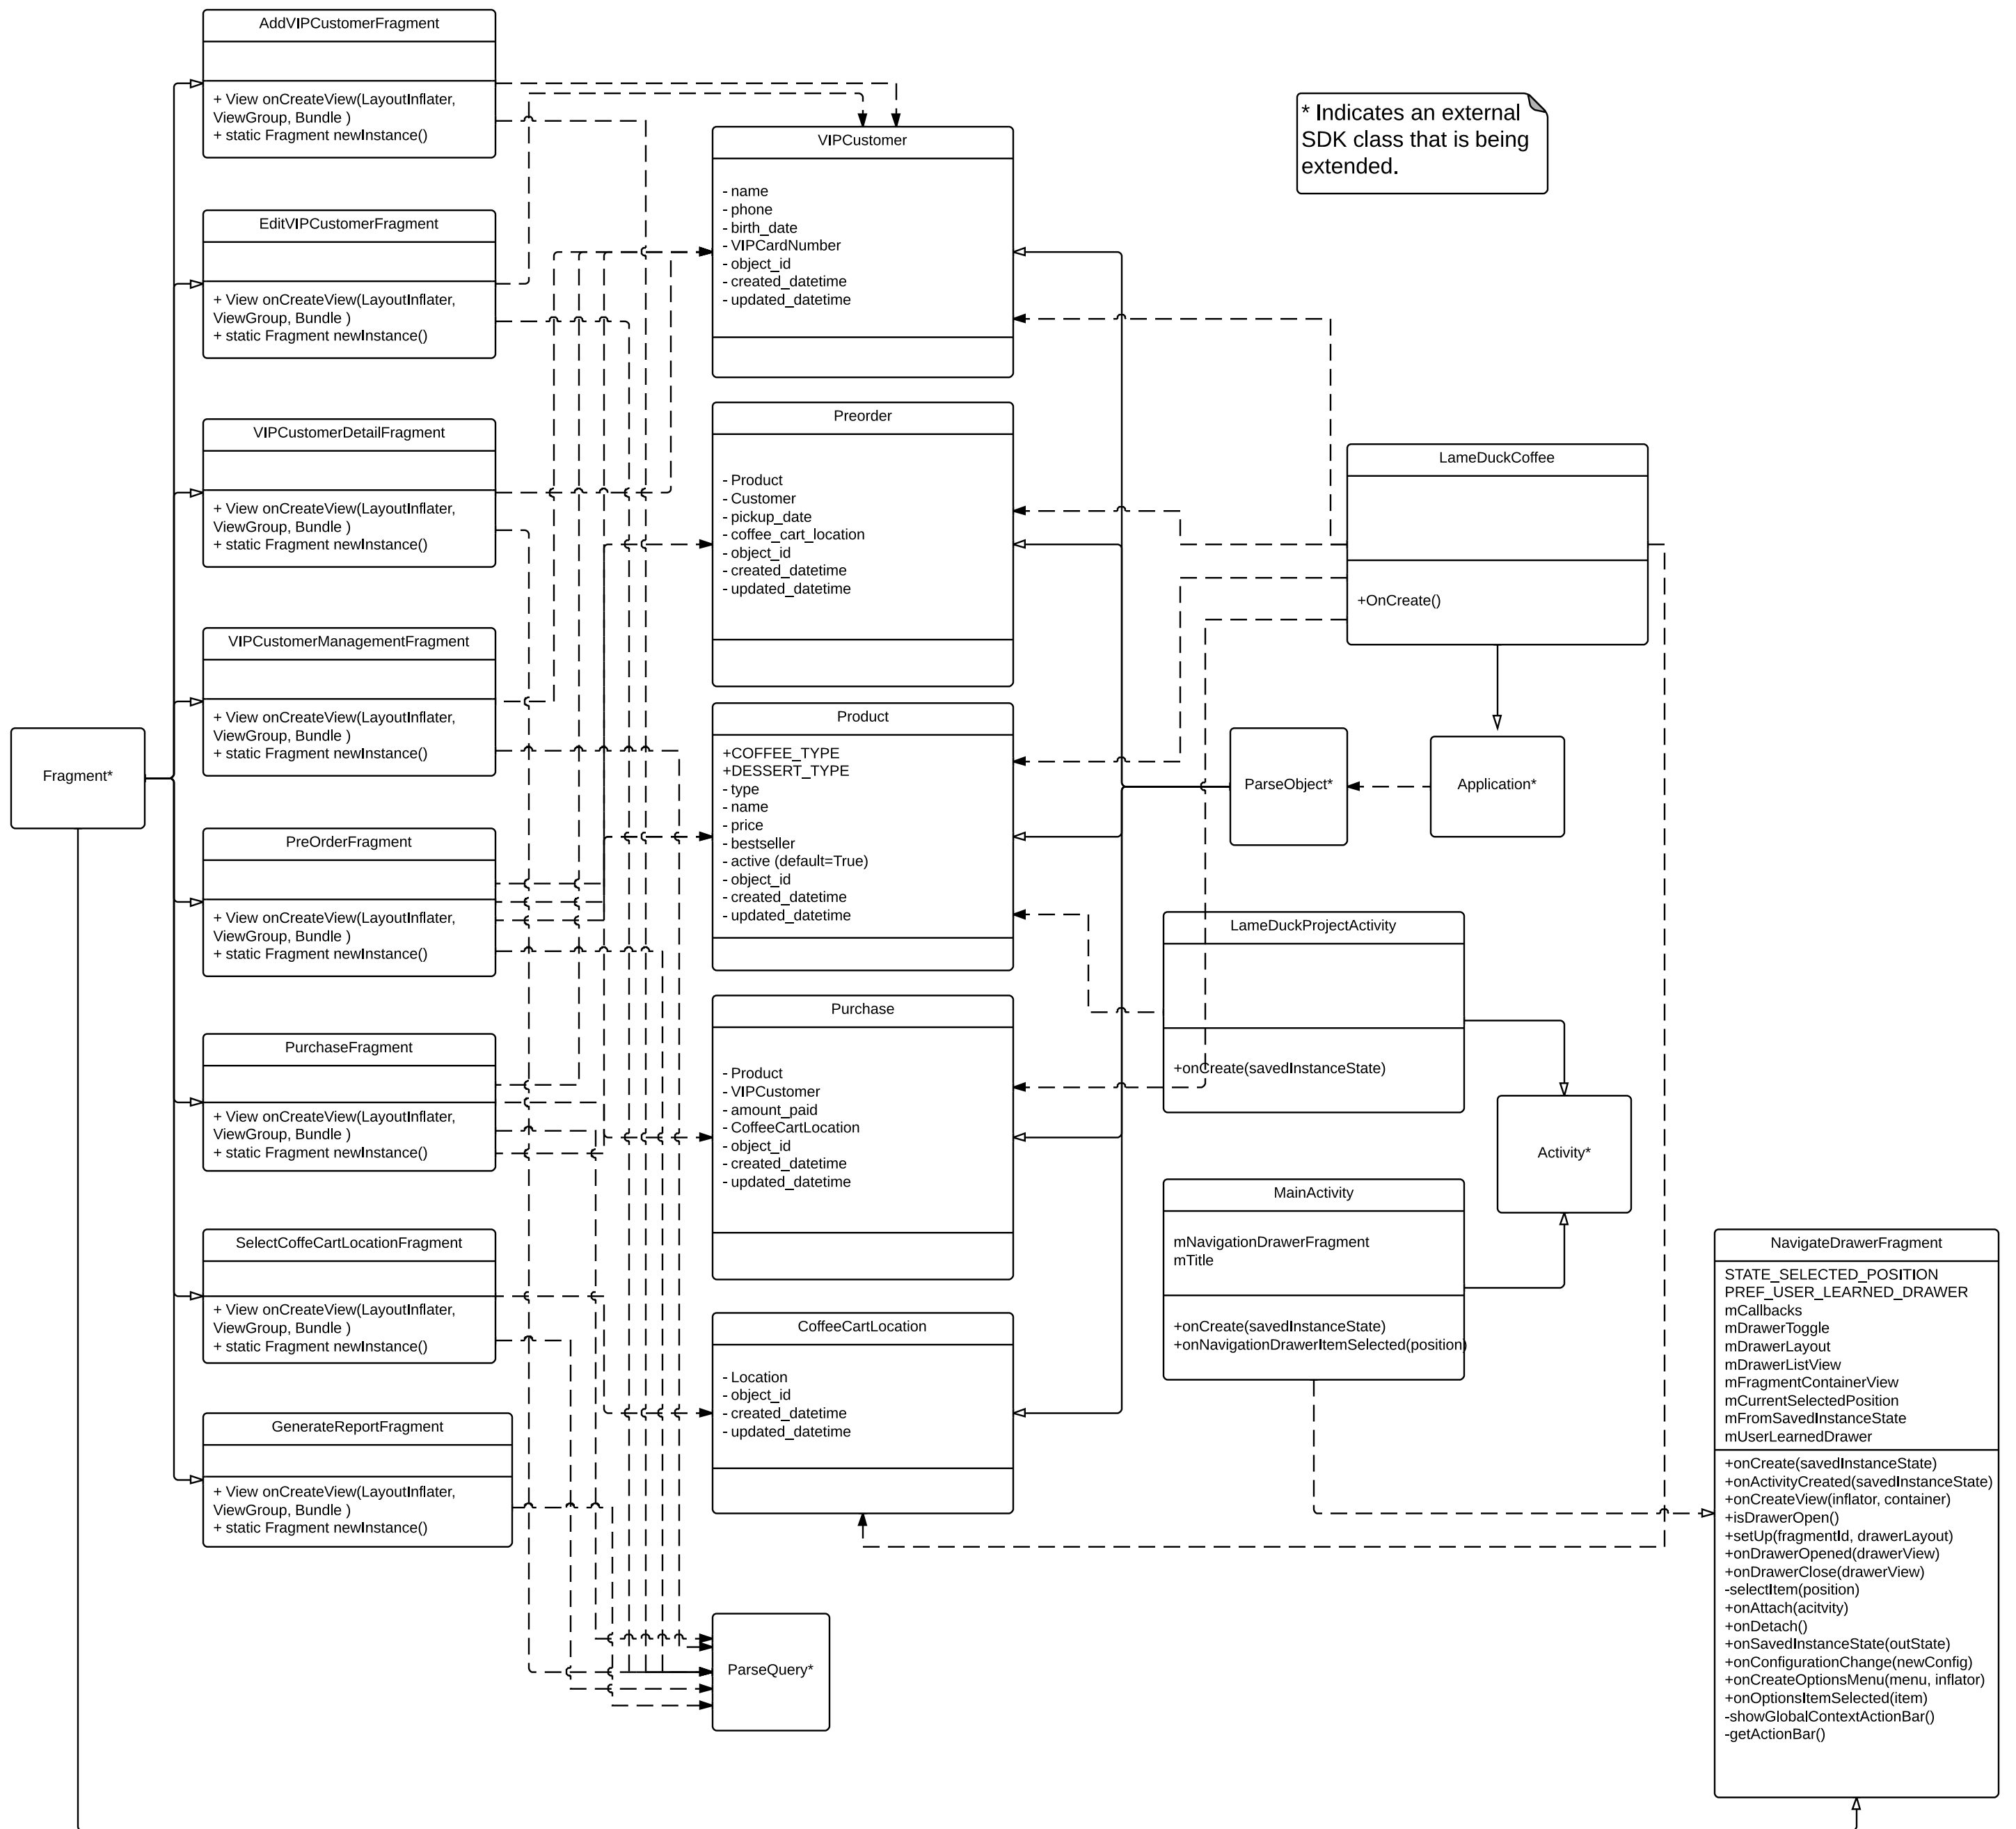 AddVIPCustomerFragment
+ View onCreateView(LayoutInflater,
ViewGroup, Bundle )
+ static Fragment newInstance()
EditVIPCustomerFragment
+ View onCreateView(LayoutInflater,
ViewGroup, Bundle )
+ static Fragment newInstance()
VIPCustomerDetailFragment
+ View onCreateView(LayoutInflater,
ViewGroup, Bundle )
+ static Fragment newInstance()
VIPCustomerManagementFragment
+ View onCreateView(LayoutInflater,
ViewGroup, Bundle )
+ static Fragment newInstance()
Fragment*
PreOrderFragment
+ View onCreateView(LayoutInflater,
ViewGroup, Bundle )
+ static Fragment newInstance()
PurchaseFragment
+ View onCreateView(LayoutInflater,
ViewGroup, Bundle )
+ static Fragment newInstance()
SelectCoffeCartLocationFragment
+ View onCreateView(LayoutInflater,
ViewGroup, Bundle )
+ static Fragment newInstance()
GenerateReportFragment
+ View onCreateView(LayoutInflater,
ViewGroup, Bundle )
+ static Fragment newInstance()
VIPCustomer
- name
- phone
- birth_date
- VIPCardNumber
- object_id
- created_datetime
- updated_datetime
Preorder
- Product
- Customer
- pickup_date
- coffee_cart_location
- object_id
- created_datetime
- updated_datetime
Product
+COFFEE_TYPE
+DESSERT_TYPE
- type
- name
- price
- bestseller
- active (default=True)
- object_id
- created_datetime
- updated_datetime
Purchase
- Product
- VIPCustomer
- amount_paid
- CoffeeCartLocation
- object_id
- created_datetime
- updated_datetime
CoffeeCartLocation
- Location
- object_id
- created_datetime
- updated_datetime
ParseQuery*
* Indicates an external
SDK class that is being
extended.
LameDuckCoffee
+OnCreate()
ParseObject*
Application*
LameDuckProjectActivity
+onCreate(savedInstanceState)
Activity*
MainActivity
mNavigationDrawerFragment
mTitle
+onCreate(savedInstanceState)
+onNavigationDrawerItemSelected(position)
NavigateDrawerFragment
STATE_SELECTED_POSITION
PREF_USER_LEARNED_DRAWER
mCallbacks
mDrawerToggle
mDrawerLayout
mDrawerListView
mFragmentContainerView
mCurrentSelectedPosition
mFromSavedInstanceState
mUserLearnedDrawer
+onCreate(savedInstanceState)
+onActivityCreated(savedInstanceState)
+onCreateView(inflator, container)
+isDrawerOpen()
+setUp(fragmentId, drawerLayout)
+onDrawerOpened(drawerView)
+onDrawerClose(drawerView)
-selectItem(position)
+onAttach(acitvity)
+onDetach()
+onSavedInstanceState(outState)
+onConfigurationChange(newConfig)
+onCreateOptionsMenu(menu, inflator)
+onOptionsItemSelected(item)
-showGlobalContextActionBar()
-getActionBar()